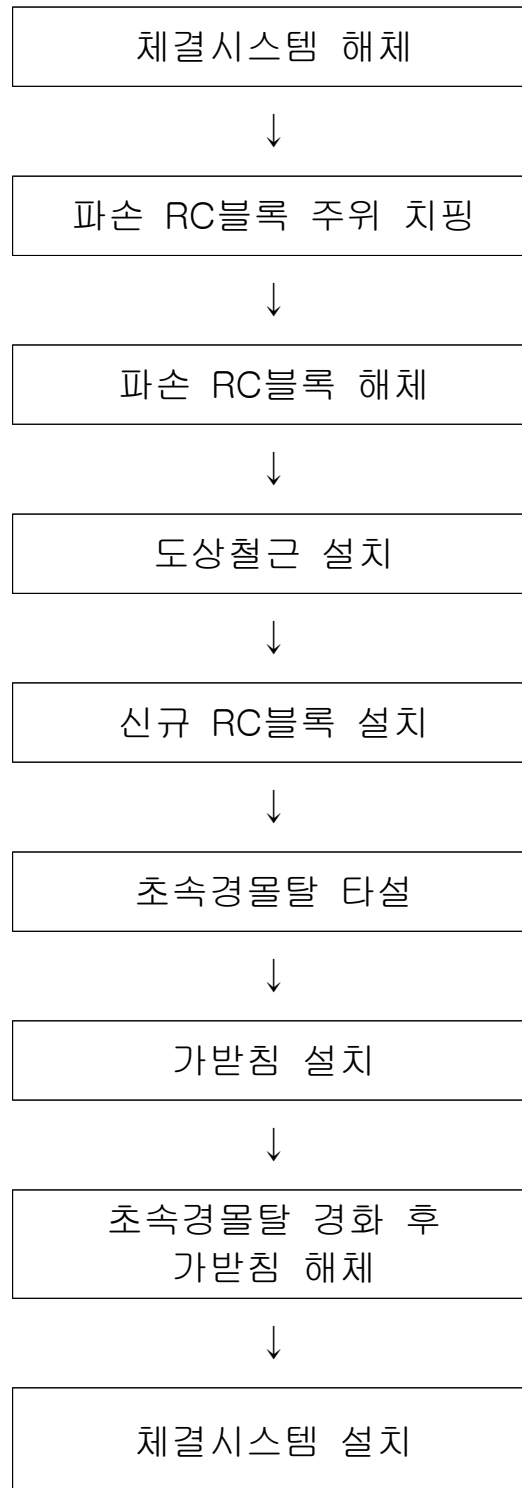 체결시스템 해체
↓
파손 RC블록 주위 치핑
↓
파손 RC블록 해체
↓
도상철근 설치
↓
신규 RC블록 설치
↓
초속경몰탈 타설
↓
가받침 설치
↓
초속경몰탈 경화 후
가받침 해체
↓
체결시스템 설치